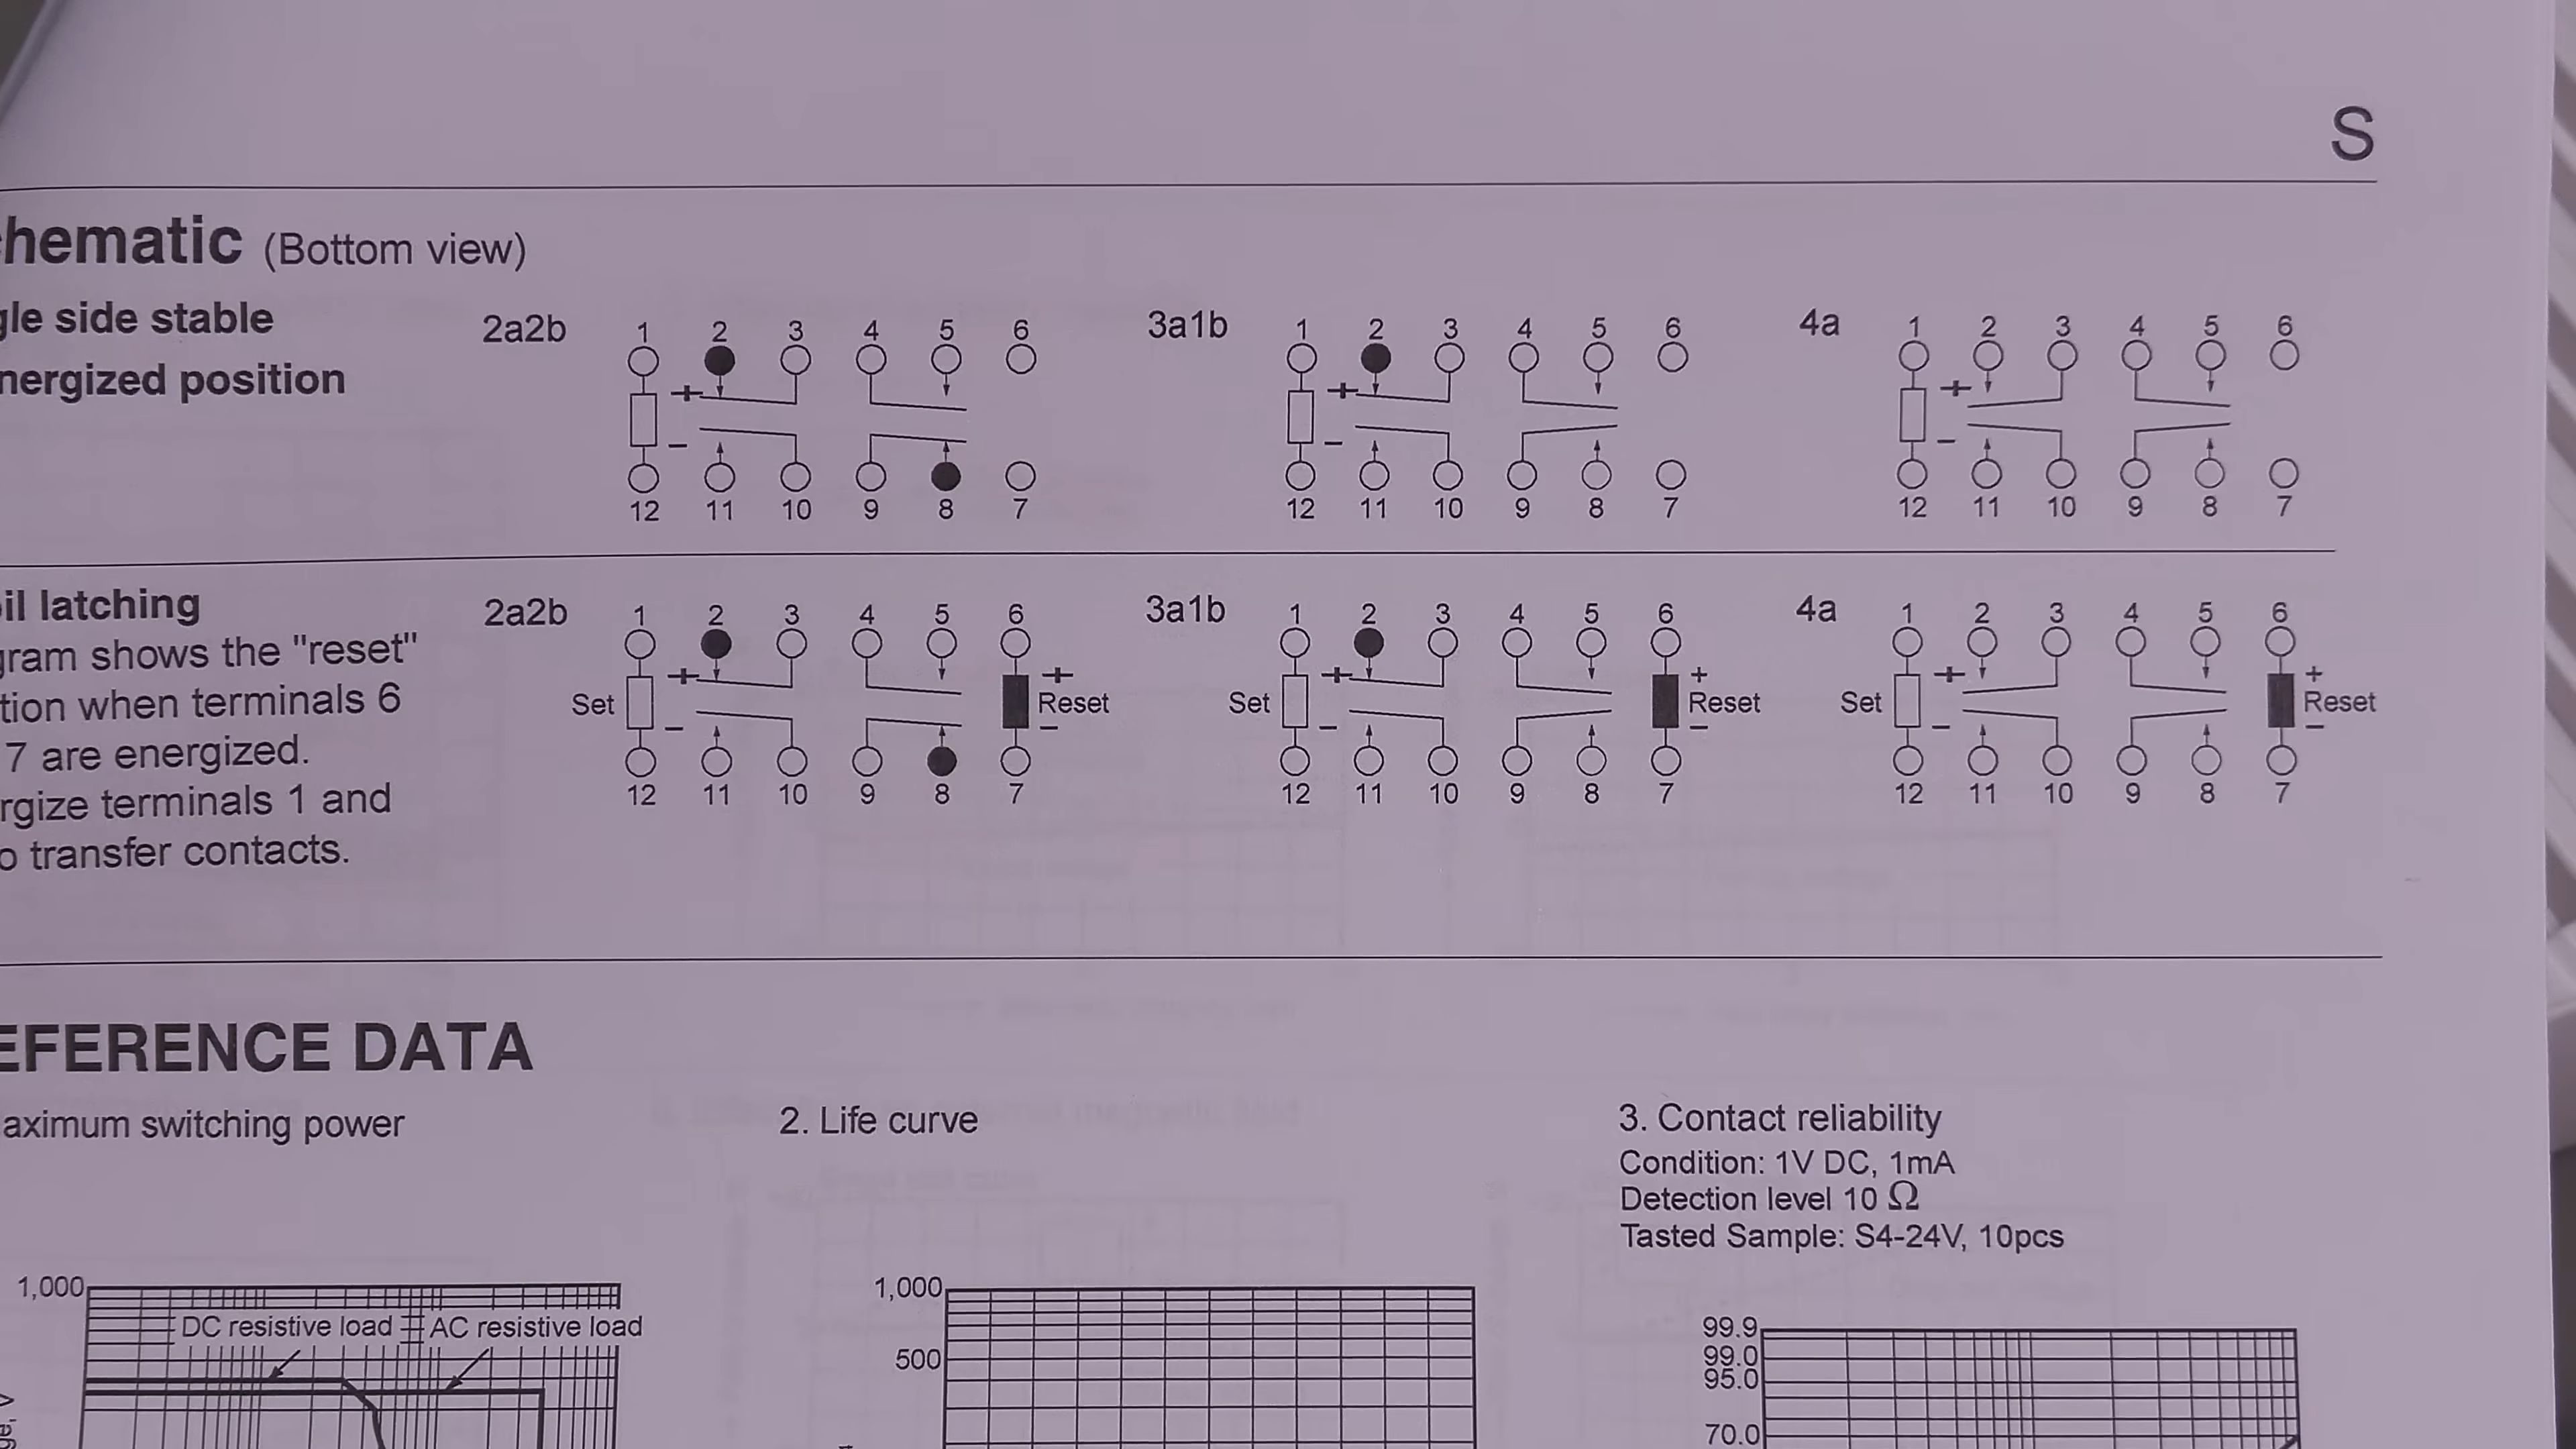 S
hematic (Bottom view)
gle side stable
nergized position
2a2b
1 2 3 4 5 6
+
−
12 11 10 9 8 7
3a1b
1 2 3 4 5 6
+
−
12 11 10 9 8 7
4a
1 2 3 4 5 6
+
−
12 11 10 9 8 7
il latching
gram shows the "reset"
tion when terminals 6
7 are energized.
rgize terminals 1 and
o transfer contacts.
2a2b
1 2 3 4 5 6
+ +
Set Reset
− −
12 11 10 9 8 7
3a1b
1 2 3 4 5 6
+ +
Set Reset
− −
12 11 10 9 8 7
4a
1 2 3 4 5 6
+ +
Set Reset
− −
12 11 10 9 8 7
EFERENCE DATA
aximum switching power
1,000
DC resistive load
AC resistive load
ge, V
2. Life curve
1,000
500
3. Contact reliability
Condition: 1V DC, 1mA
Detection level 10 Ω
Tasted Sample: S4-24V, 10pcs
99.9
99.0
95.0
70.0